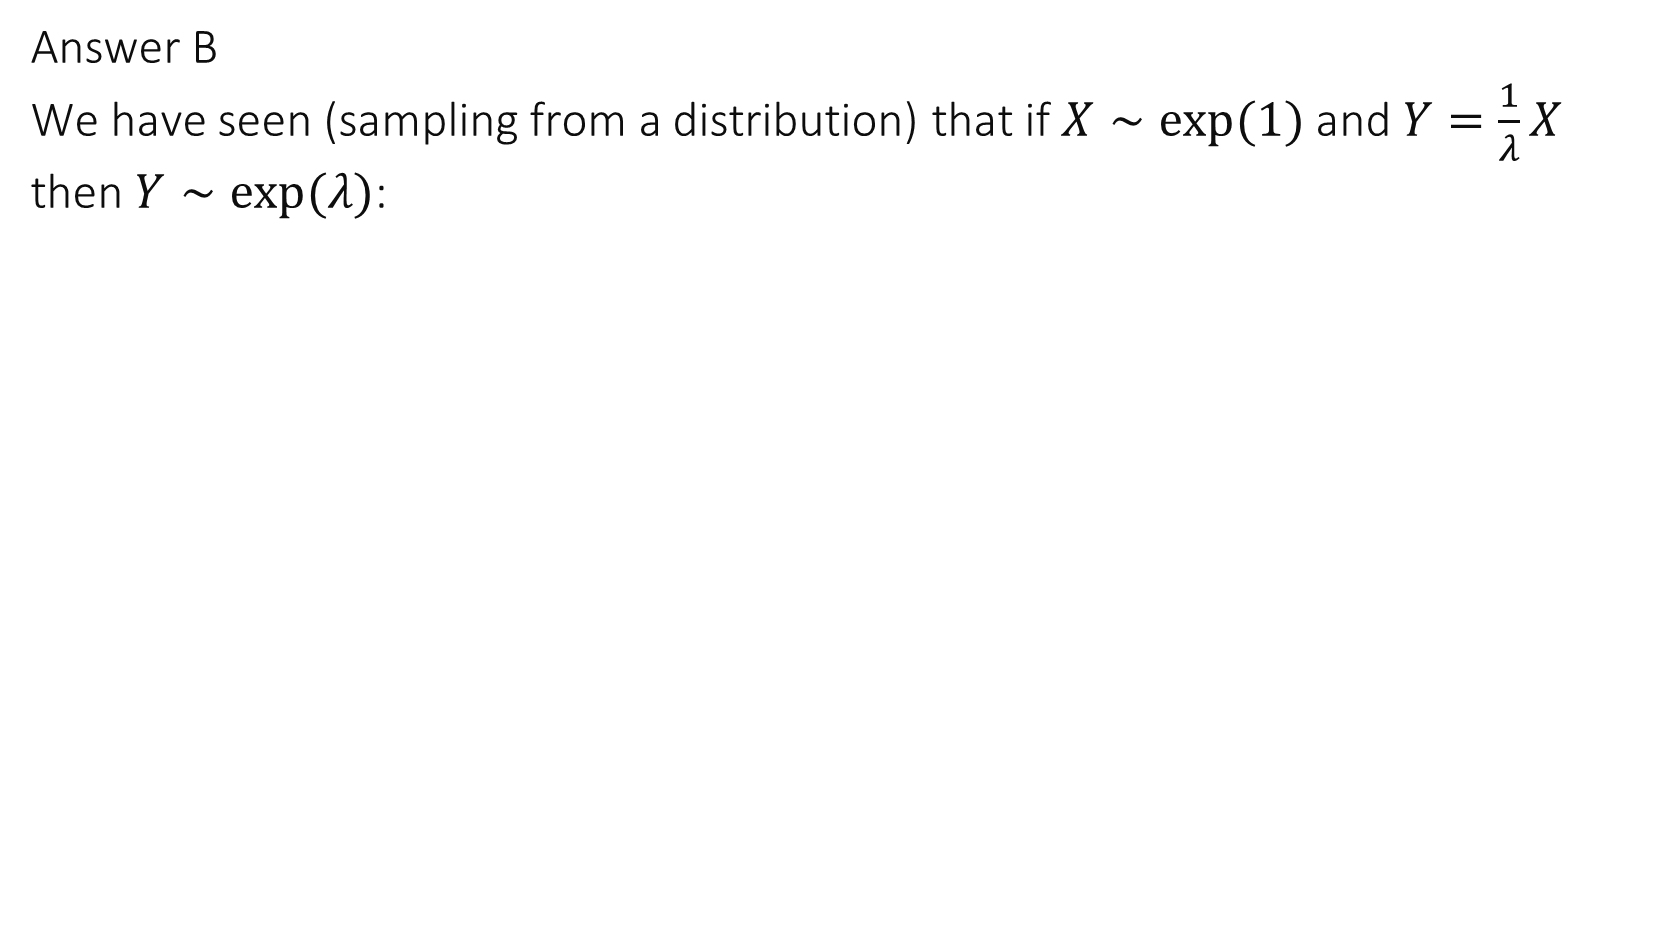 Answer B
We have seen (sampling from a distribution) that if 𝑋 ~ exp(1) and 𝑌 = 1/𝜆 𝑋
then 𝑌 ~ exp(𝜆):